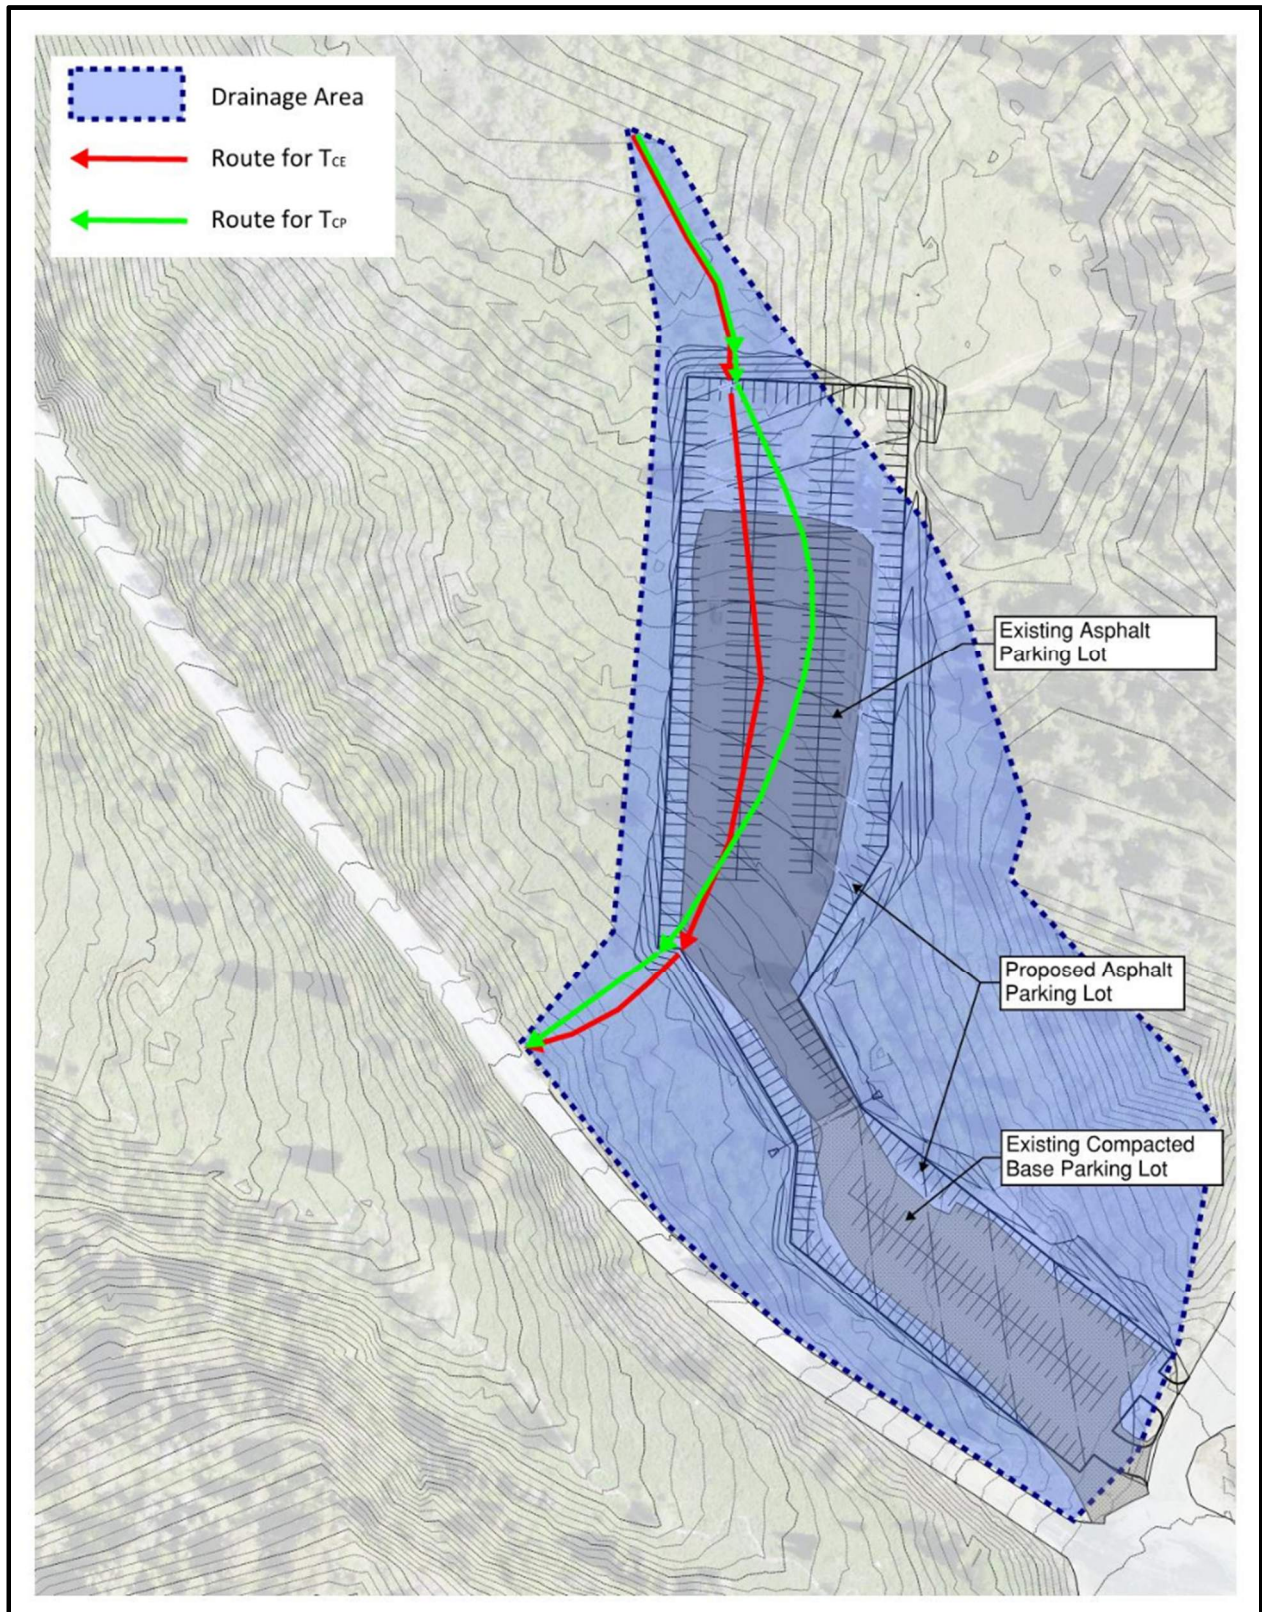 Drainage Area
Route for TCE
Route for TCP
Existing Asphalt
Parking Lot
Proposed Asphalt
Parking Lot
Existing Compacted
Base Parking Lot